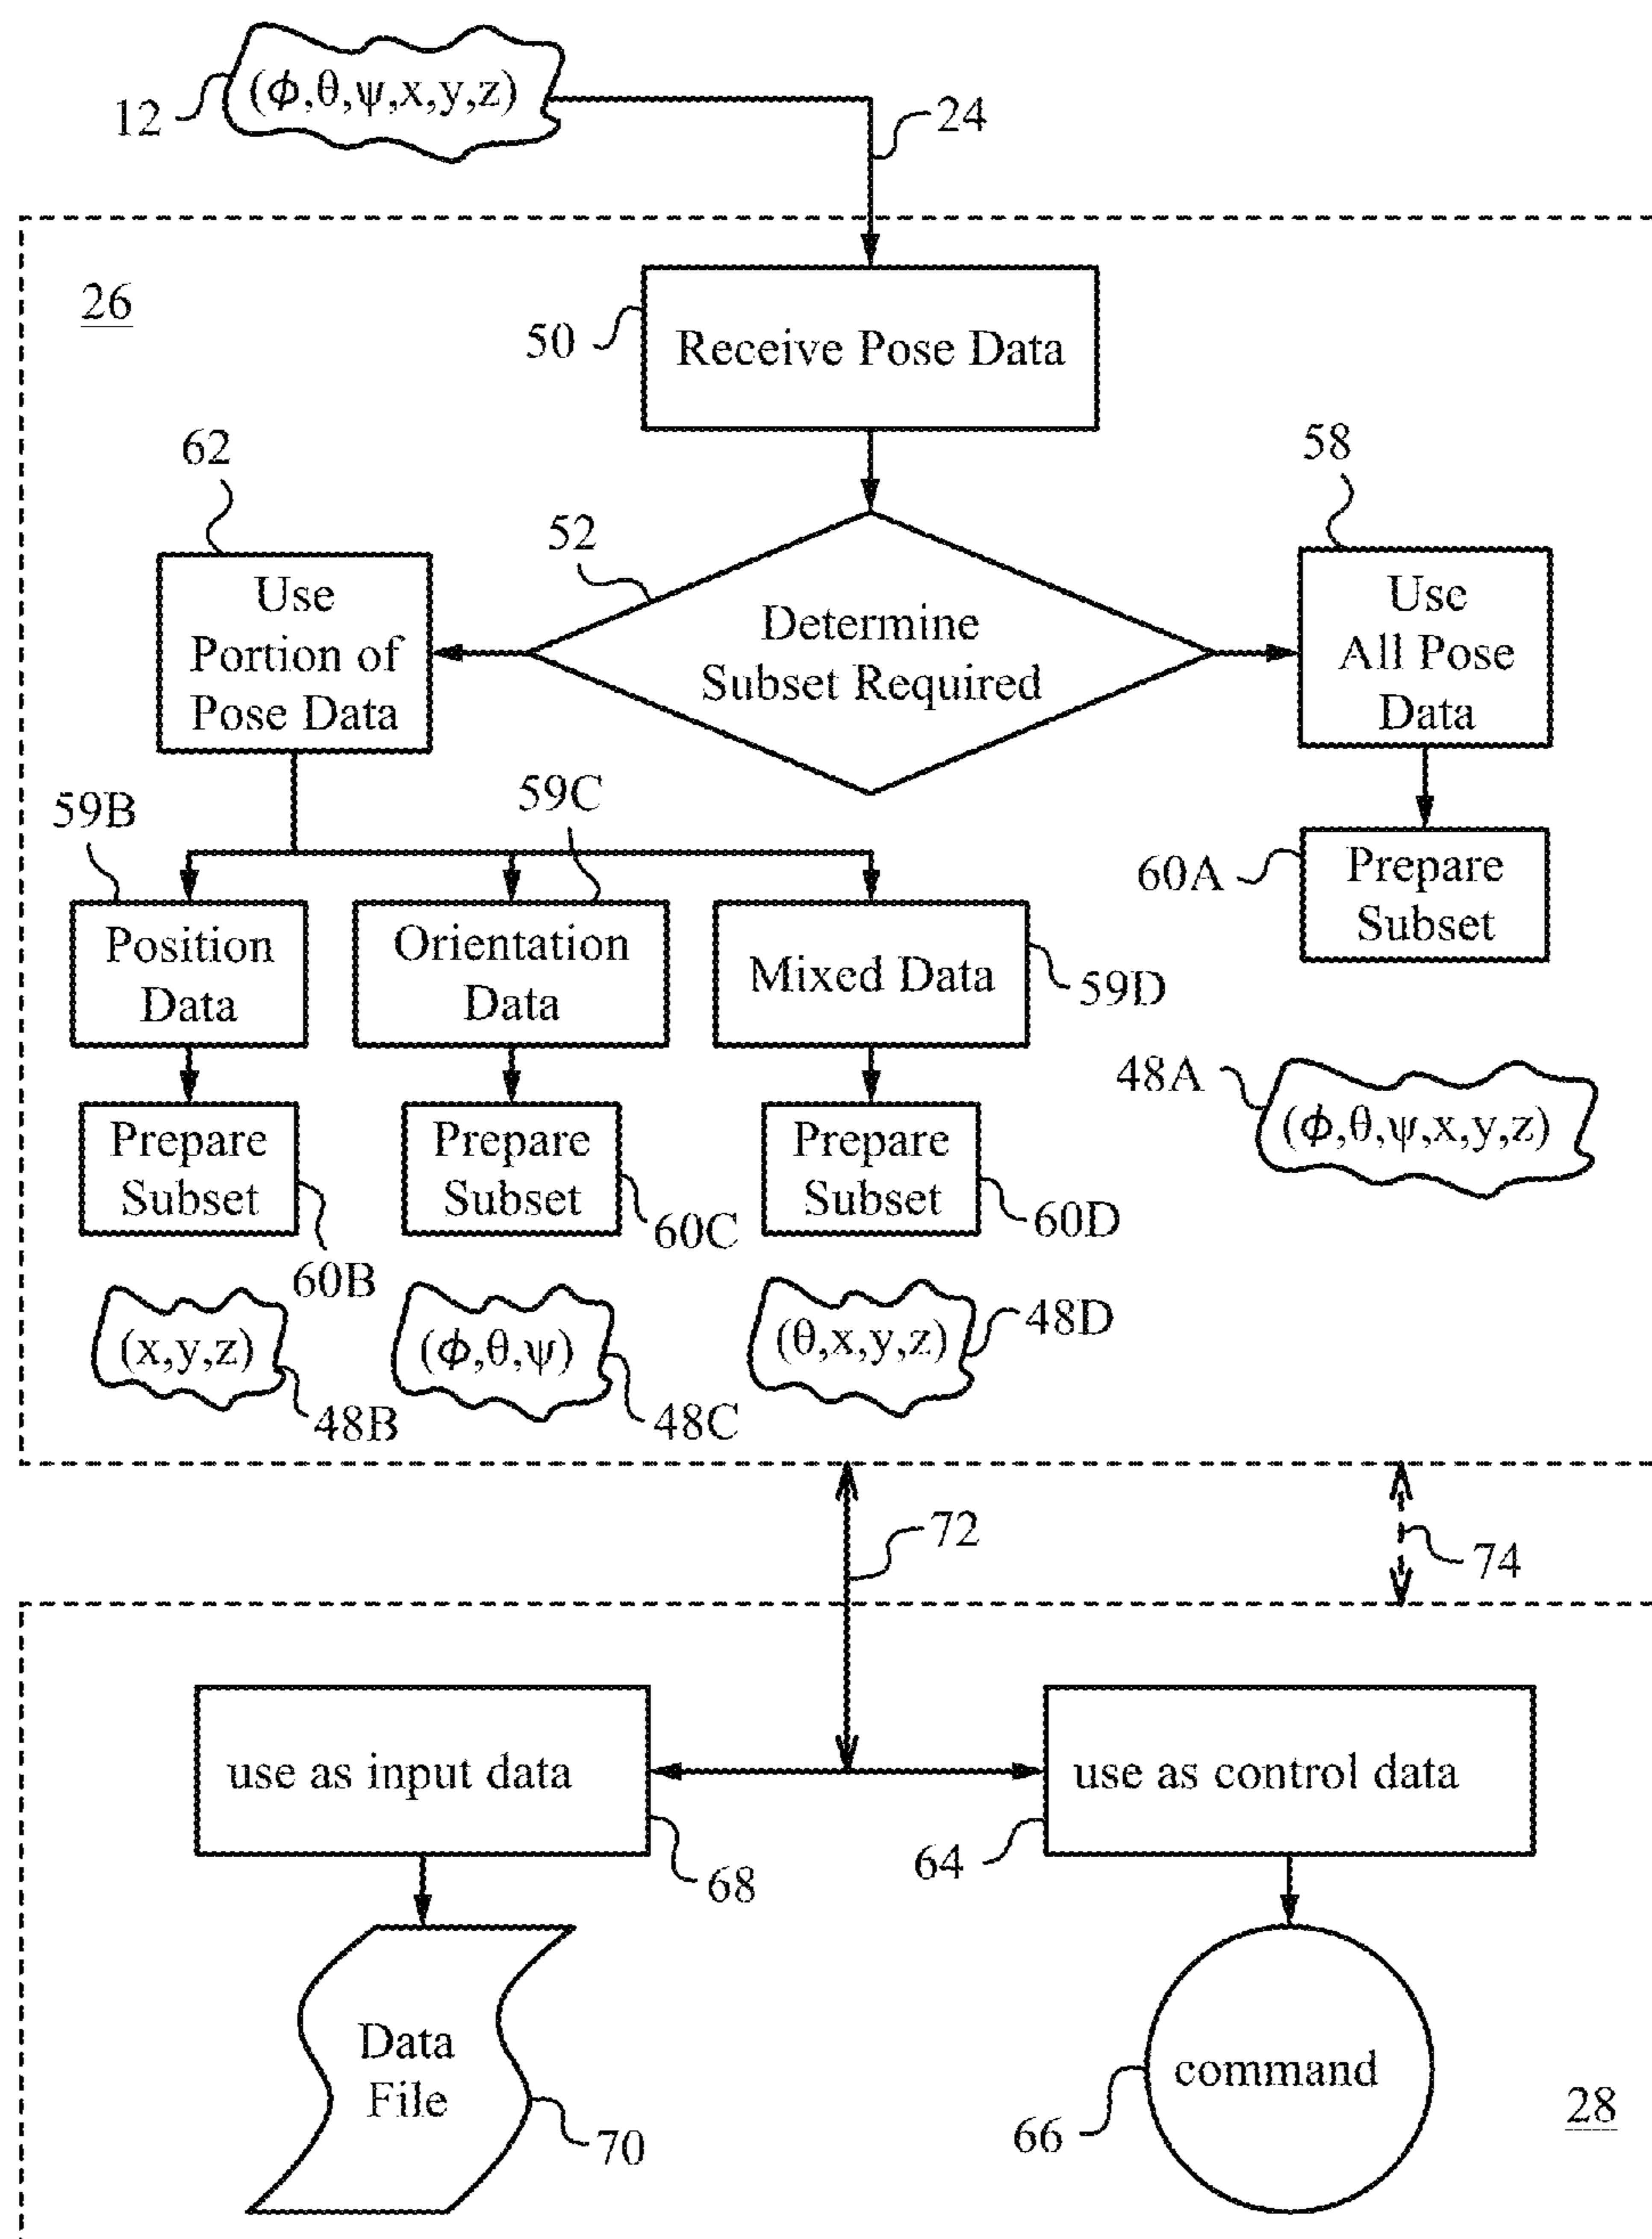 (ϕ,θ,ψ,x,y,z)
12
24
26
50
Receive Pose Data
62
58
52
Use
Portion of
Pose Data
Determine
Subset Required
Use
All Pose
Data
59B
59C
60A
Prepare
Subset
Position
Data
Orientation
Data
Mixed Data
59D
48A
(ϕ,θ,ψ,x,y,z)
Prepare
Subset
Prepare
Subset
Prepare
Subset
60B
60C
60D
(x,y,z)
(ϕ,θ,ψ)
(θ,x,y,z)
48D
48B
48C
72
74
use as input data
use as control data
68
64
Data
File
command
70
66
28